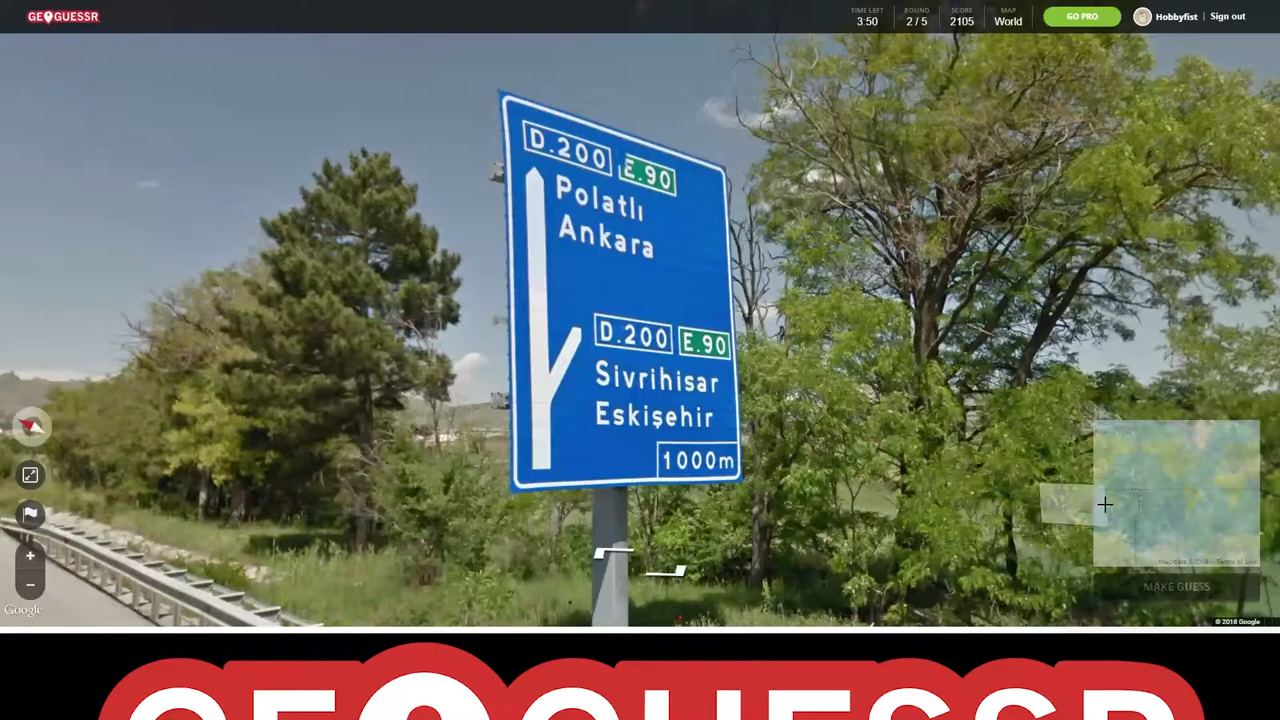 GEOGUESSR
TIME LEFT
3:50
ROUND
2 / 5
SCORE
2105
MAP
World
GO PRO
Hobbyfist | Sign out
D.200 E.90
Polatlı
Ankara
D.200 E.90
Sivrihisar
Eskişehir
1000m
+
−
Google
MAKE GUESS
© 2018 Google
GEOGUESSR